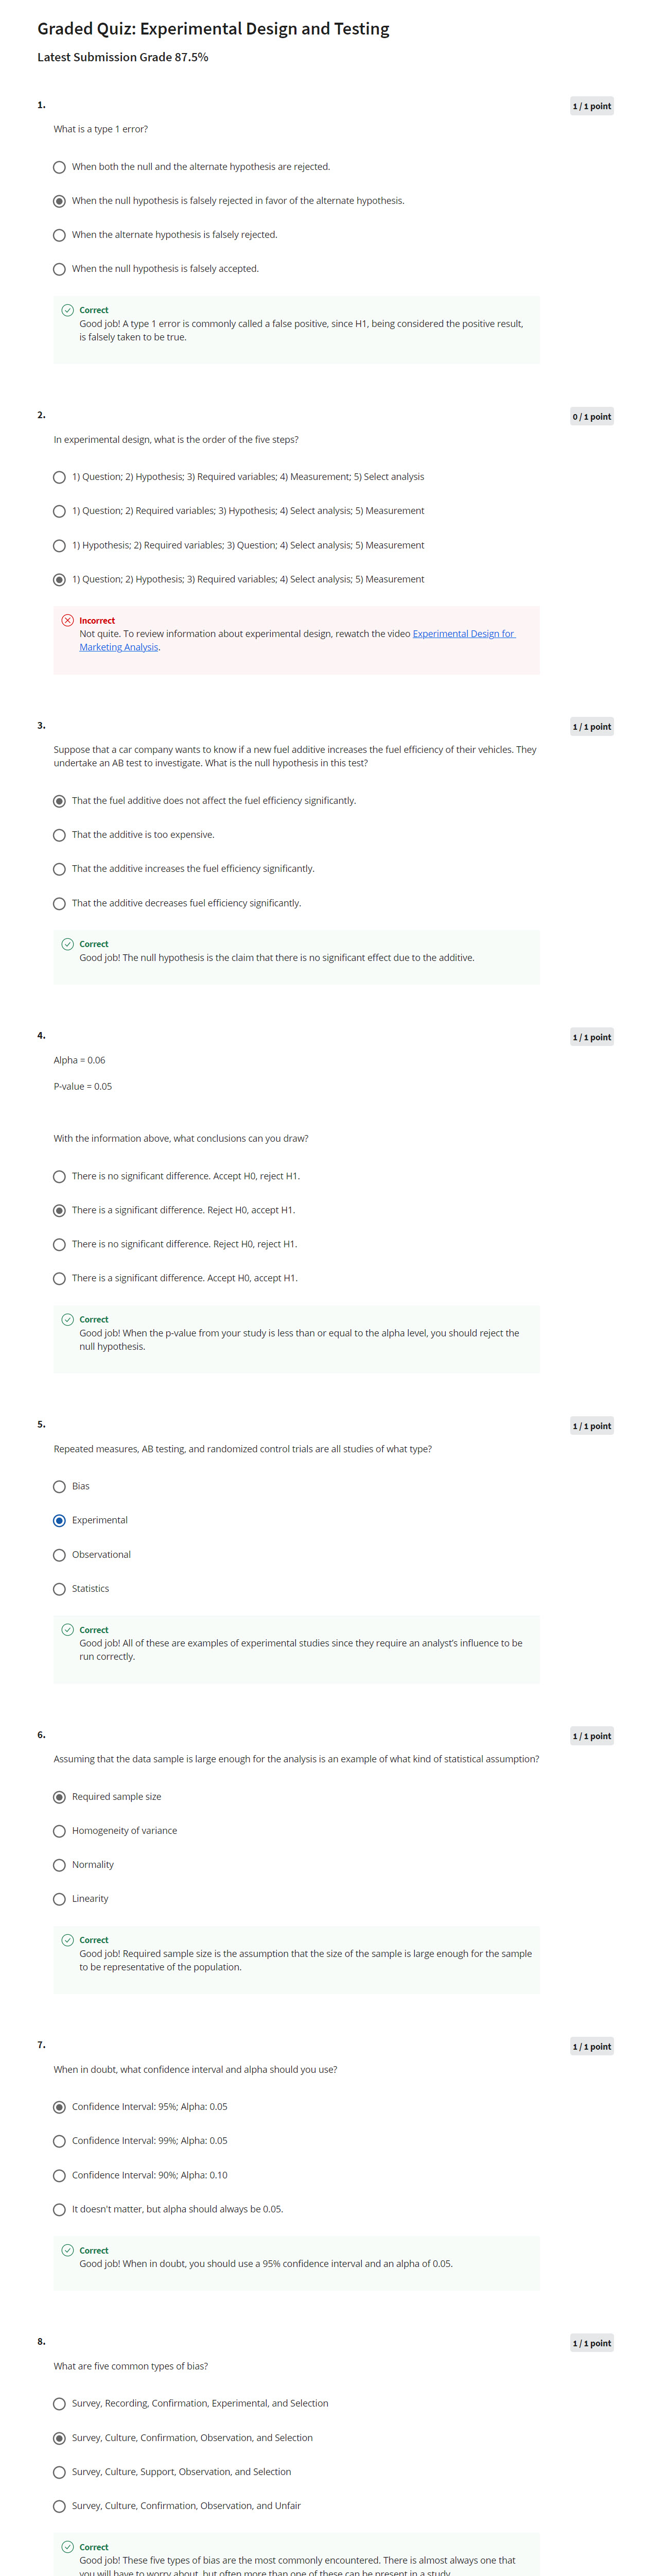 Graded Quiz: Experimental Design and Testing
Latest Submission Grade 87.5%
1.
1 / 1 point
What is a type 1 error?
When both the null and the alternate hypothesis are rejected.
When the null hypothesis is falsely rejected in favor of the alternate hypothesis.
When the alternate hypothesis is falsely rejected.
When the null hypothesis is falsely accepted.
Correct
Good job! A type 1 error is commonly called a false positive, since H1, being considered the positive result,
is falsely taken to be true.
2.
0 / 1 point
In experimental design, what is the order of the five steps?
1) Question; 2) Hypothesis; 3) Required variables; 4) Measurement; 5) Select analysis
1) Question; 2) Required variables; 3) Hypothesis; 4) Select analysis; 5) Measurement
1) Hypothesis; 2) Required variables; 3) Question; 4) Select analysis; 5) Measurement
1) Question; 2) Hypothesis; 3) Required variables; 4) Select analysis; 5) Measurement
Incorrect
Not quite. To review information about experimental design, rewatch the video Experimental Design for
Marketing Analysis.
3.
1 / 1 point
Suppose that a car company wants to know if a new fuel additive increases the fuel efficiency of their vehicles. They
undertake an AB test to investigate. What is the null hypothesis in this test?
That the fuel additive does not affect the fuel efficiency significantly.
That the additive is too expensive.
That the additive increases the fuel efficiency significantly.
That the additive decreases fuel efficiency significantly.
Correct
Good job! The null hypothesis is the claim that there is no significant effect due to the additive.
4.
1 / 1 point
Alpha = 0.06
P-value = 0.05
With the information above, what conclusions can you draw?
There is no significant difference. Accept H0, reject H1.
There is a significant difference. Reject H0, accept H1.
There is no significant difference. Reject H0, reject H1.
There is a significant difference. Accept H0, accept H1.
Correct
Good job! When the p-value from your study is less than or equal to the alpha level, you should reject the
null hypothesis.
5.
1 / 1 point
Repeated measures, AB testing, and randomized control trials are all studies of what type?
Bias
Experimental
Observational
Statistics
Correct
Good job! All of these are examples of experimental studies since they require an analyst's influence to be
run correctly.
6.
1 / 1 point
Assuming that the data sample is large enough for the analysis is an example of what kind of statistical assumption?
Required sample size
Homogeneity of variance
Normality
Linearity
Correct
Good job! Required sample size is the assumption that the size of the sample is large enough for the sample
to be representative of the population.
7.
1 / 1 point
When in doubt, what confidence interval and alpha should you use?
Confidence Interval: 95%; Alpha: 0.05
Confidence Interval: 99%; Alpha: 0.05
Confidence Interval: 90%; Alpha: 0.10
It doesn't matter, but alpha should always be 0.05.
Correct
Good job! When in doubt, you should use a 95% confidence interval and an alpha of 0.05.
8.
1 / 1 point
What are five common types of bias?
Survey, Recording, Confirmation, Experimental, and Selection
Survey, Culture, Confirmation, Observation, and Selection
Survey, Culture, Support, Observation, and Selection
Survey, Culture, Confirmation, Observation, and Unfair
Correct
Good job! These five types of bias are the most commonly encountered. There is almost always one that
you will have to worry about, but often more than one of these can be present in a study.